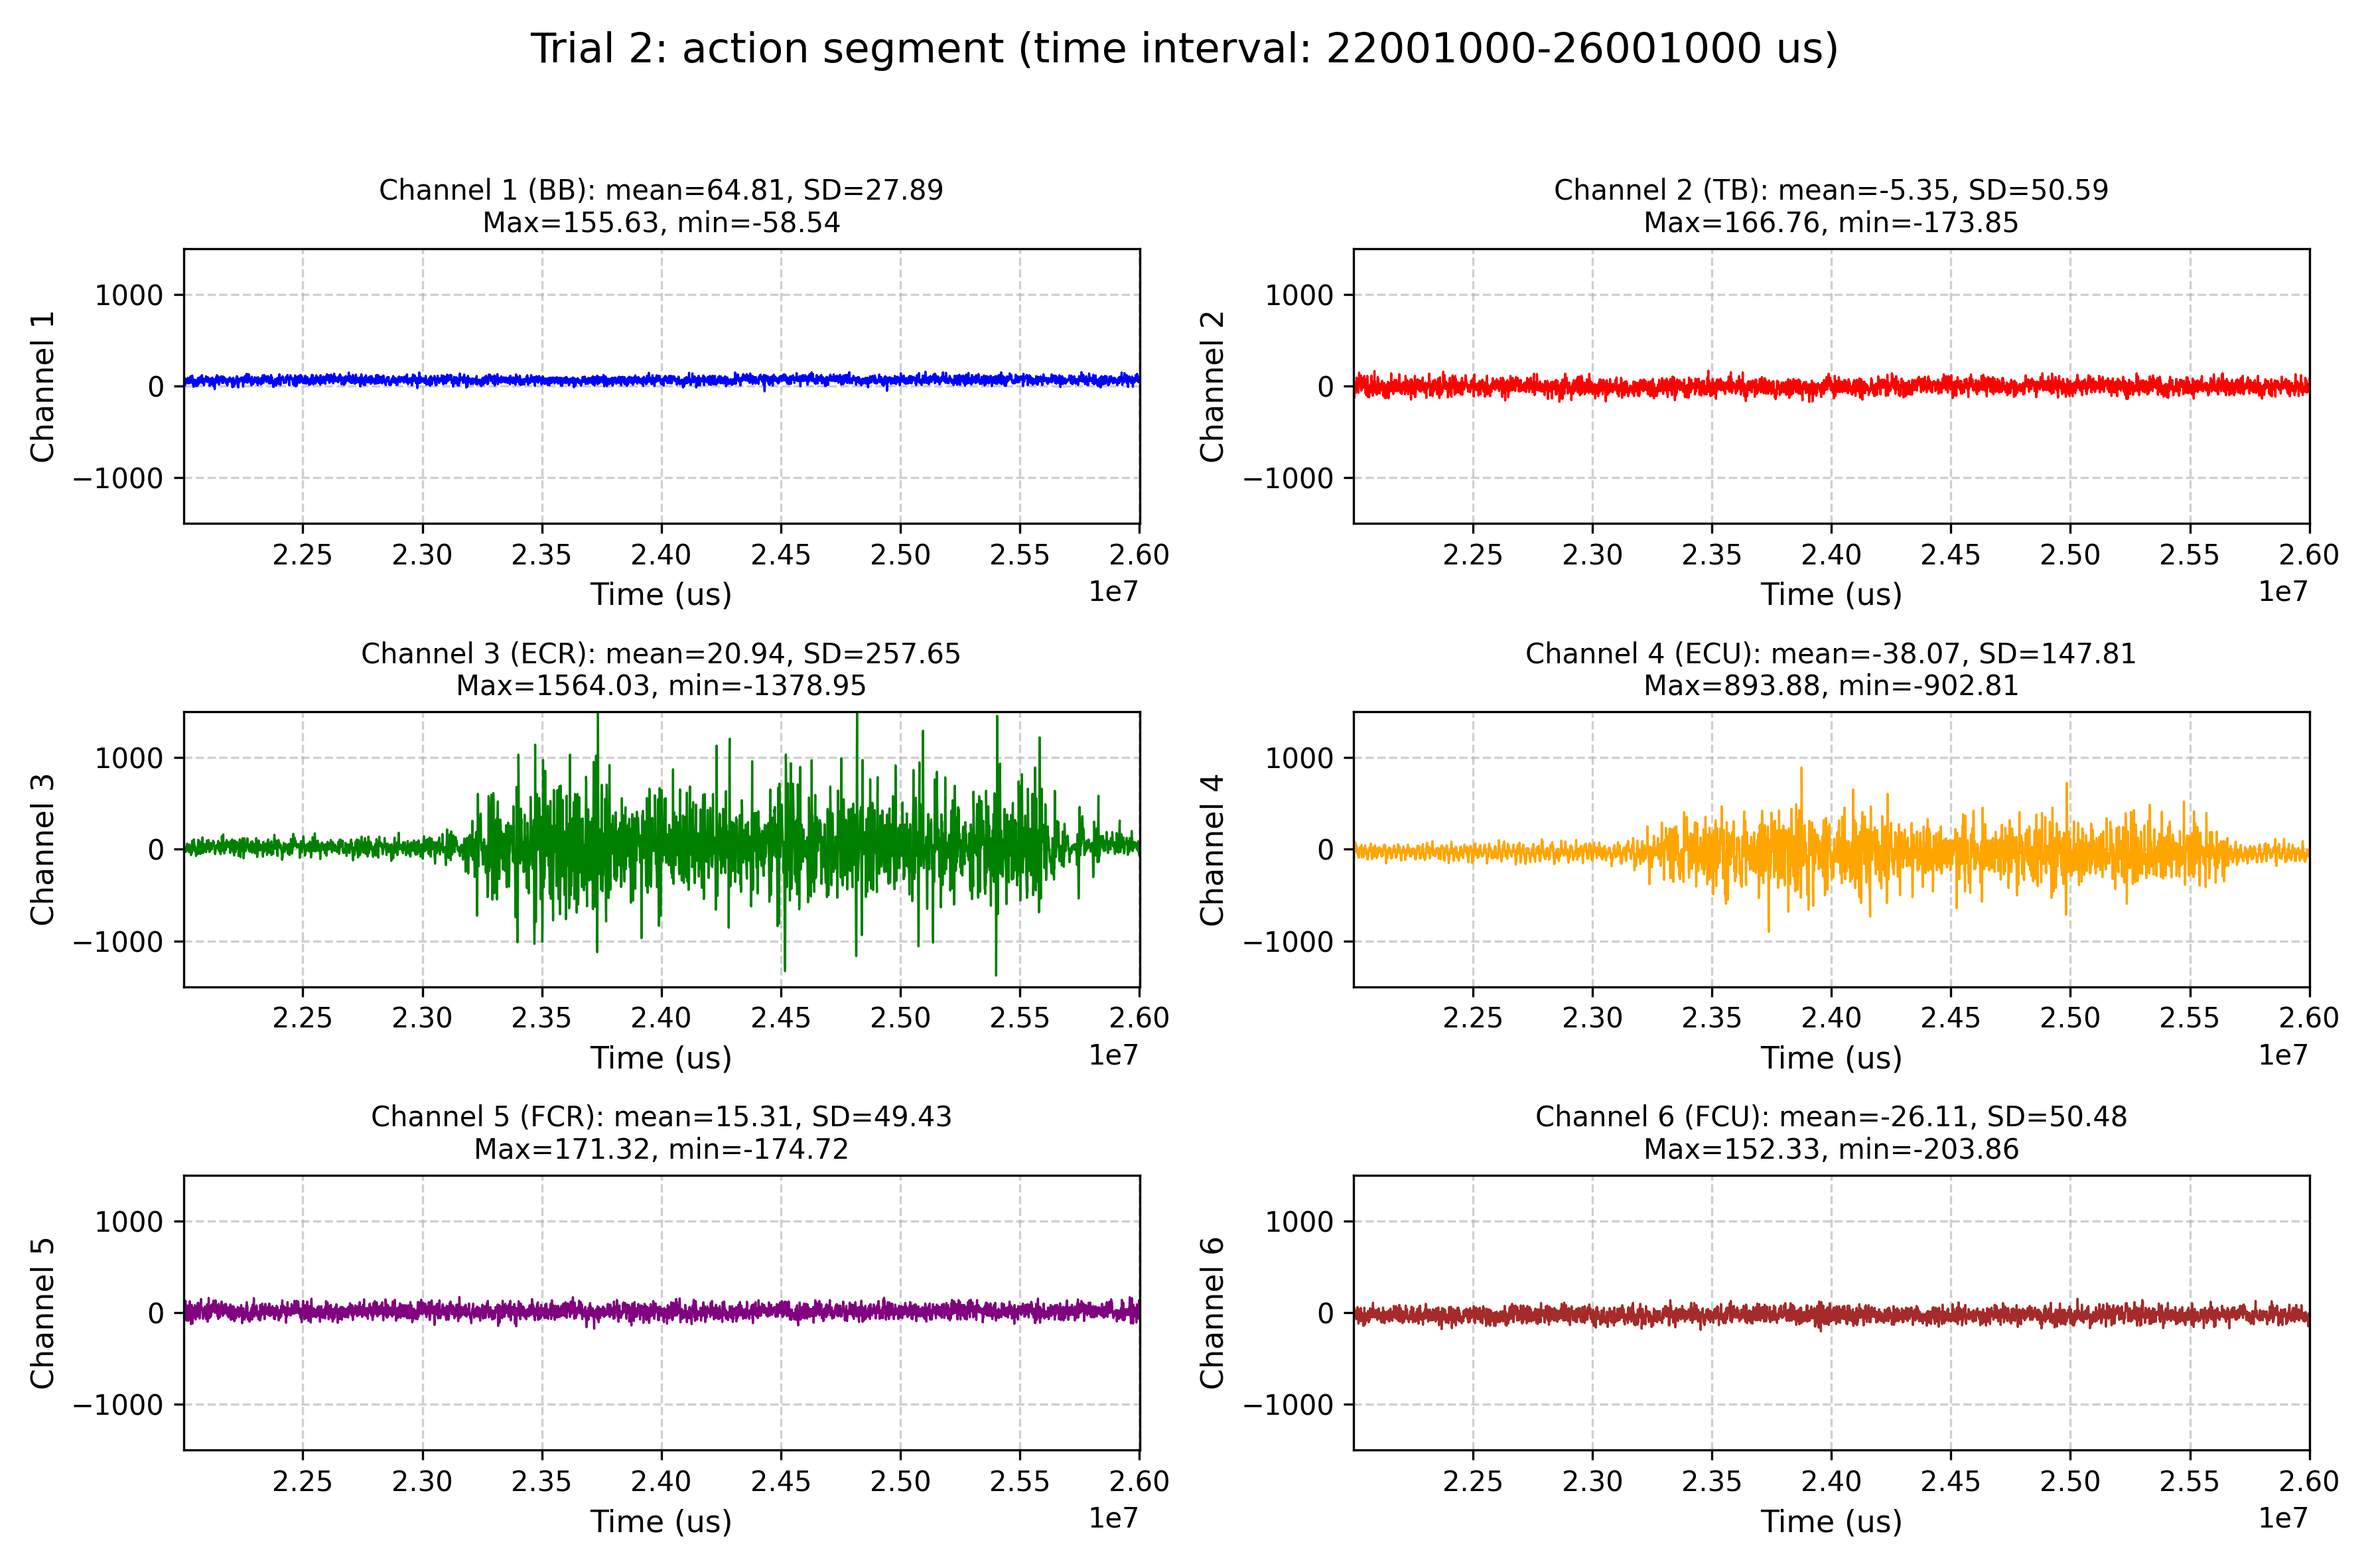 Trial 2: action segment (time interval: 22001000-26001000 us)
Channel 1 (BB): mean=64.81, SD=27.89
Max=155.63, min=-58.54
Channel 1
1000
0
−1000
2.25 2.30 2.35 2.40 2.45 2.50 2.55 2.60
Time (us)
1e7
Channel 2 (TB): mean=-5.35, SD=50.59
Max=166.76, min=-173.85
Channel 2
1000
0
−1000
2.25 2.30 2.35 2.40 2.45 2.50 2.55 2.60
Time (us)
1e7
Channel 3 (ECR): mean=20.94, SD=257.65
Max=1564.03, min=-1378.95
Channel 3
1000
0
−1000
2.25 2.30 2.35 2.40 2.45 2.50 2.55 2.60
Time (us)
1e7
Channel 4 (ECU): mean=-38.07, SD=147.81
Max=893.88, min=-902.81
Channel 4
1000
0
−1000
2.25 2.30 2.35 2.40 2.45 2.50 2.55 2.60
Time (us)
1e7
Channel 5 (FCR): mean=15.31, SD=49.43
Max=171.32, min=-174.72
Channel 5
1000
0
−1000
2.25 2.30 2.35 2.40 2.45 2.50 2.55 2.60
Time (us)
1e7
Channel 6 (FCU): mean=-26.11, SD=50.48
Max=152.33, min=-203.86
Channel 6
1000
0
−1000
2.25 2.30 2.35 2.40 2.45 2.50 2.55 2.60
Time (us)
1e7